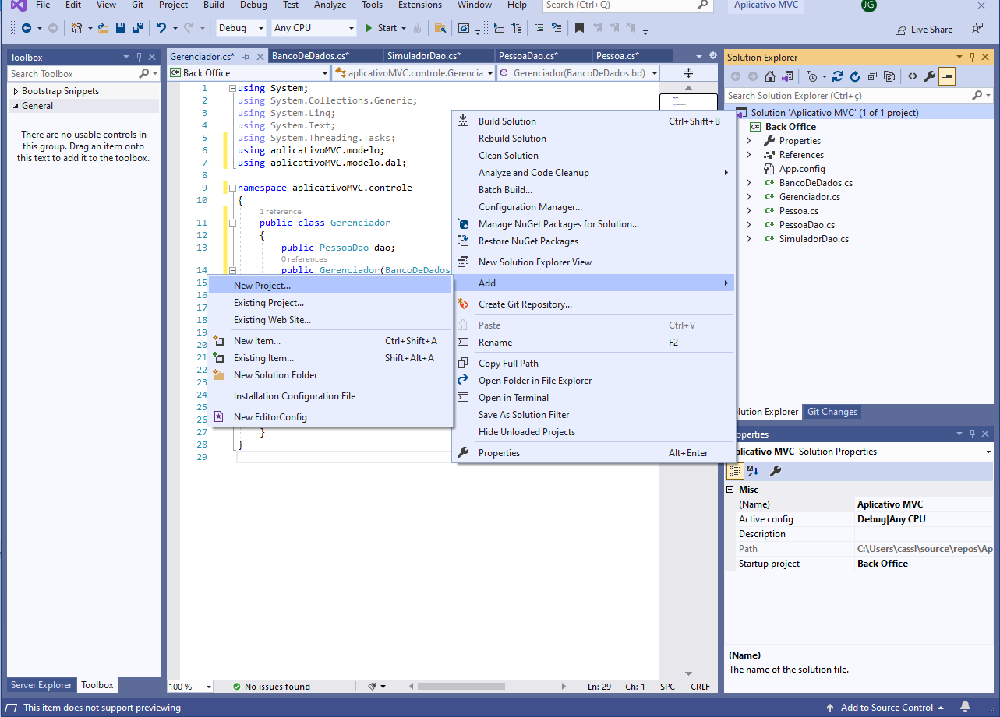 File Edit View Git Project Build Debug Test Analyze Tools Extensions Window Help Search (Ctrl+Q) Aplicativo MVC JG
Debug Any CPU Start Live Share
Toolbox
Search Toolbox
Bootstrap Snippets
General
There are no usable controls in
this group. Drag an item onto
this text to add it to the toolbox.
Server Explorer Toolbox
Gerenciador.cs* BancoDeDados.cs* SimuladorDao.cs* PessoaDao.cs* Pessoa.cs*
C# Back Office aplicativoMVC.controle.Gerencia Gerenciador(BancoDeDados bd)
1 using System;
2 using System.Collections.Generic;
3 using System.Linq;
4 using System.Text;
5 using System.Threading.Tasks;
6 using aplicativoMVC.modelo;
7 using aplicativoMVC.modelo.dal;
8
9 namespace aplicativoMVC.controle
10 {
1 reference
11 public class Gerenciador
12 {
13 public PessoaDao dao;
0 references
14 public Gerenciador(BancoDeDados
15
16
17
18
19
20
21
22
23
24
25
26
27 }
28 }
29
New Project...
Existing Project...
Existing Web Site...
New Item... Ctrl+Shift+A
Existing Item... Shift+Alt+A
New Solution Folder
Installation Configuration File
New EditorConfig
Build Solution Ctrl+Shift+B
Rebuild Solution
Clean Solution
Analyze and Code Cleanup
Batch Build...
Configuration Manager...
Manage NuGet Packages for Solution...
Restore NuGet Packages
New Solution Explorer View
Add
Create Git Repository...
Paste Ctrl+V
Rename F2
Copy Full Path
Open Folder in File Explorer
Open in Terminal
Save As Solution Filter
Hide Unloaded Projects
Properties Alt+Enter
100 % No issues found Ln: 29 Ch: 1 SPC CRLF
Solution Explorer
Search Solution Explorer (Ctrl+ç)
Solution 'Aplicativo MVC' (1 of 1 project)
C# Back Office
Properties
References
App.config
C# BancoDeDados.cs
C# Gerenciador.cs
C# Pessoa.cs
C# PessoaDao.cs
C# SimuladorDao.cs
olution Explorer Git Changes
operties
plicativo MVC Solution Properties
Misc
(Name) Aplicativo MVC
Active config Debug|Any CPU
Description
Path C:\Users\cassi\source\repos\Ap
Startup project Back Office
(Name)
The name of the solution file.
This item does not support previewing Add to Source Control